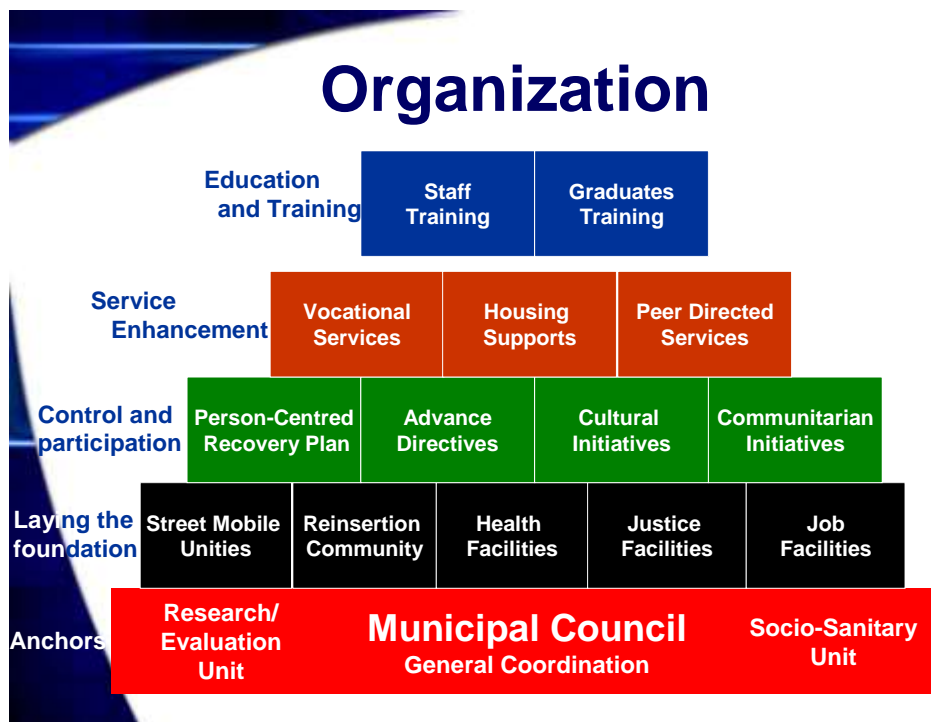 Organization
Education
and Training
Staff
Training
Graduates
Training
Service
Enhancement
Vocational
Services
Housing
Supports
Peer Directed
Services
Control and
participation
Person-Centred
Recovery Plan
Advance
Directives
Cultural
Initiatives
Communitarian
Initiatives
Laying the
foundation
Street Mobile
Unities
Reinsertion
Community
Health
Facilities
Justice
Facilities
Job
Facilities
Anchors
Research/
Evaluation
Unit
Municipal Council
General Coordination
Socio-Sanitary
Unit